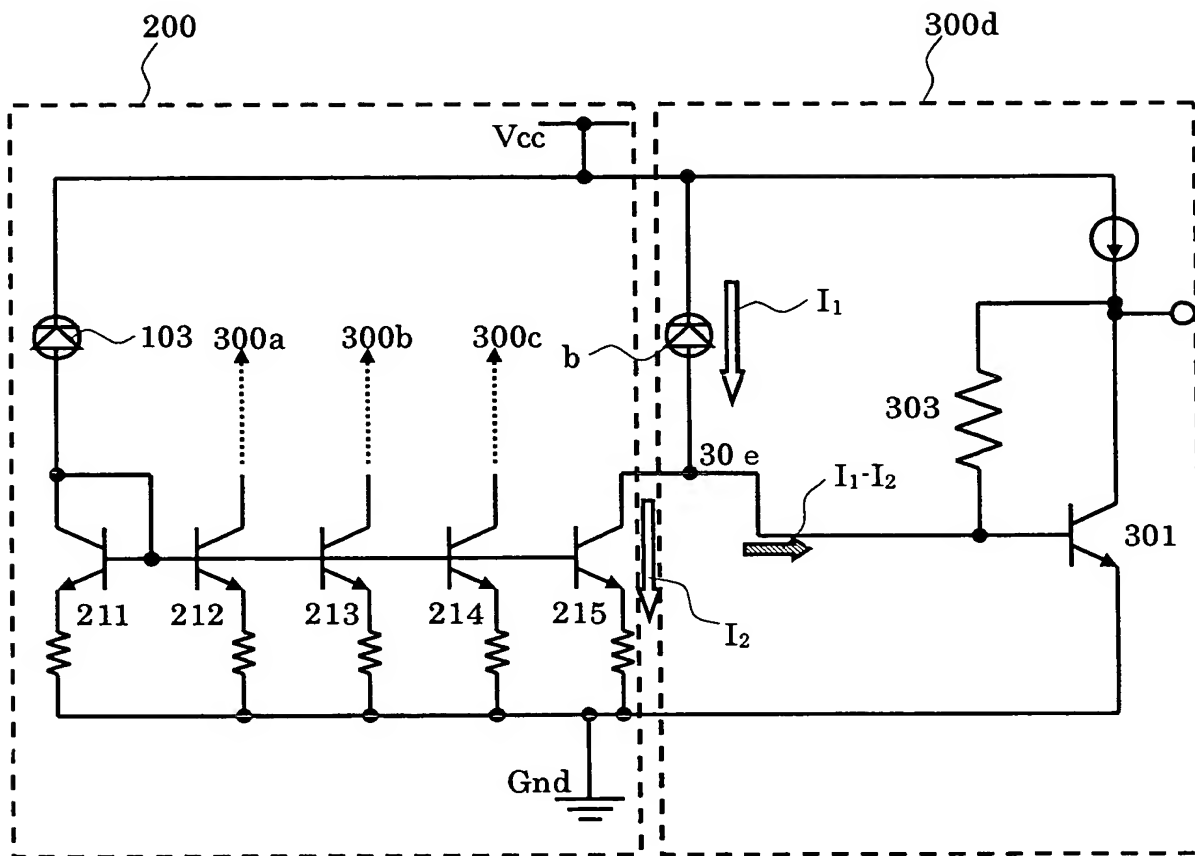 200
300d
Vcc
103
300a
300b
300c
b
I₁
303
30 e
I₁-I₂
301
211
212
213
214
215
I₂
Gnd